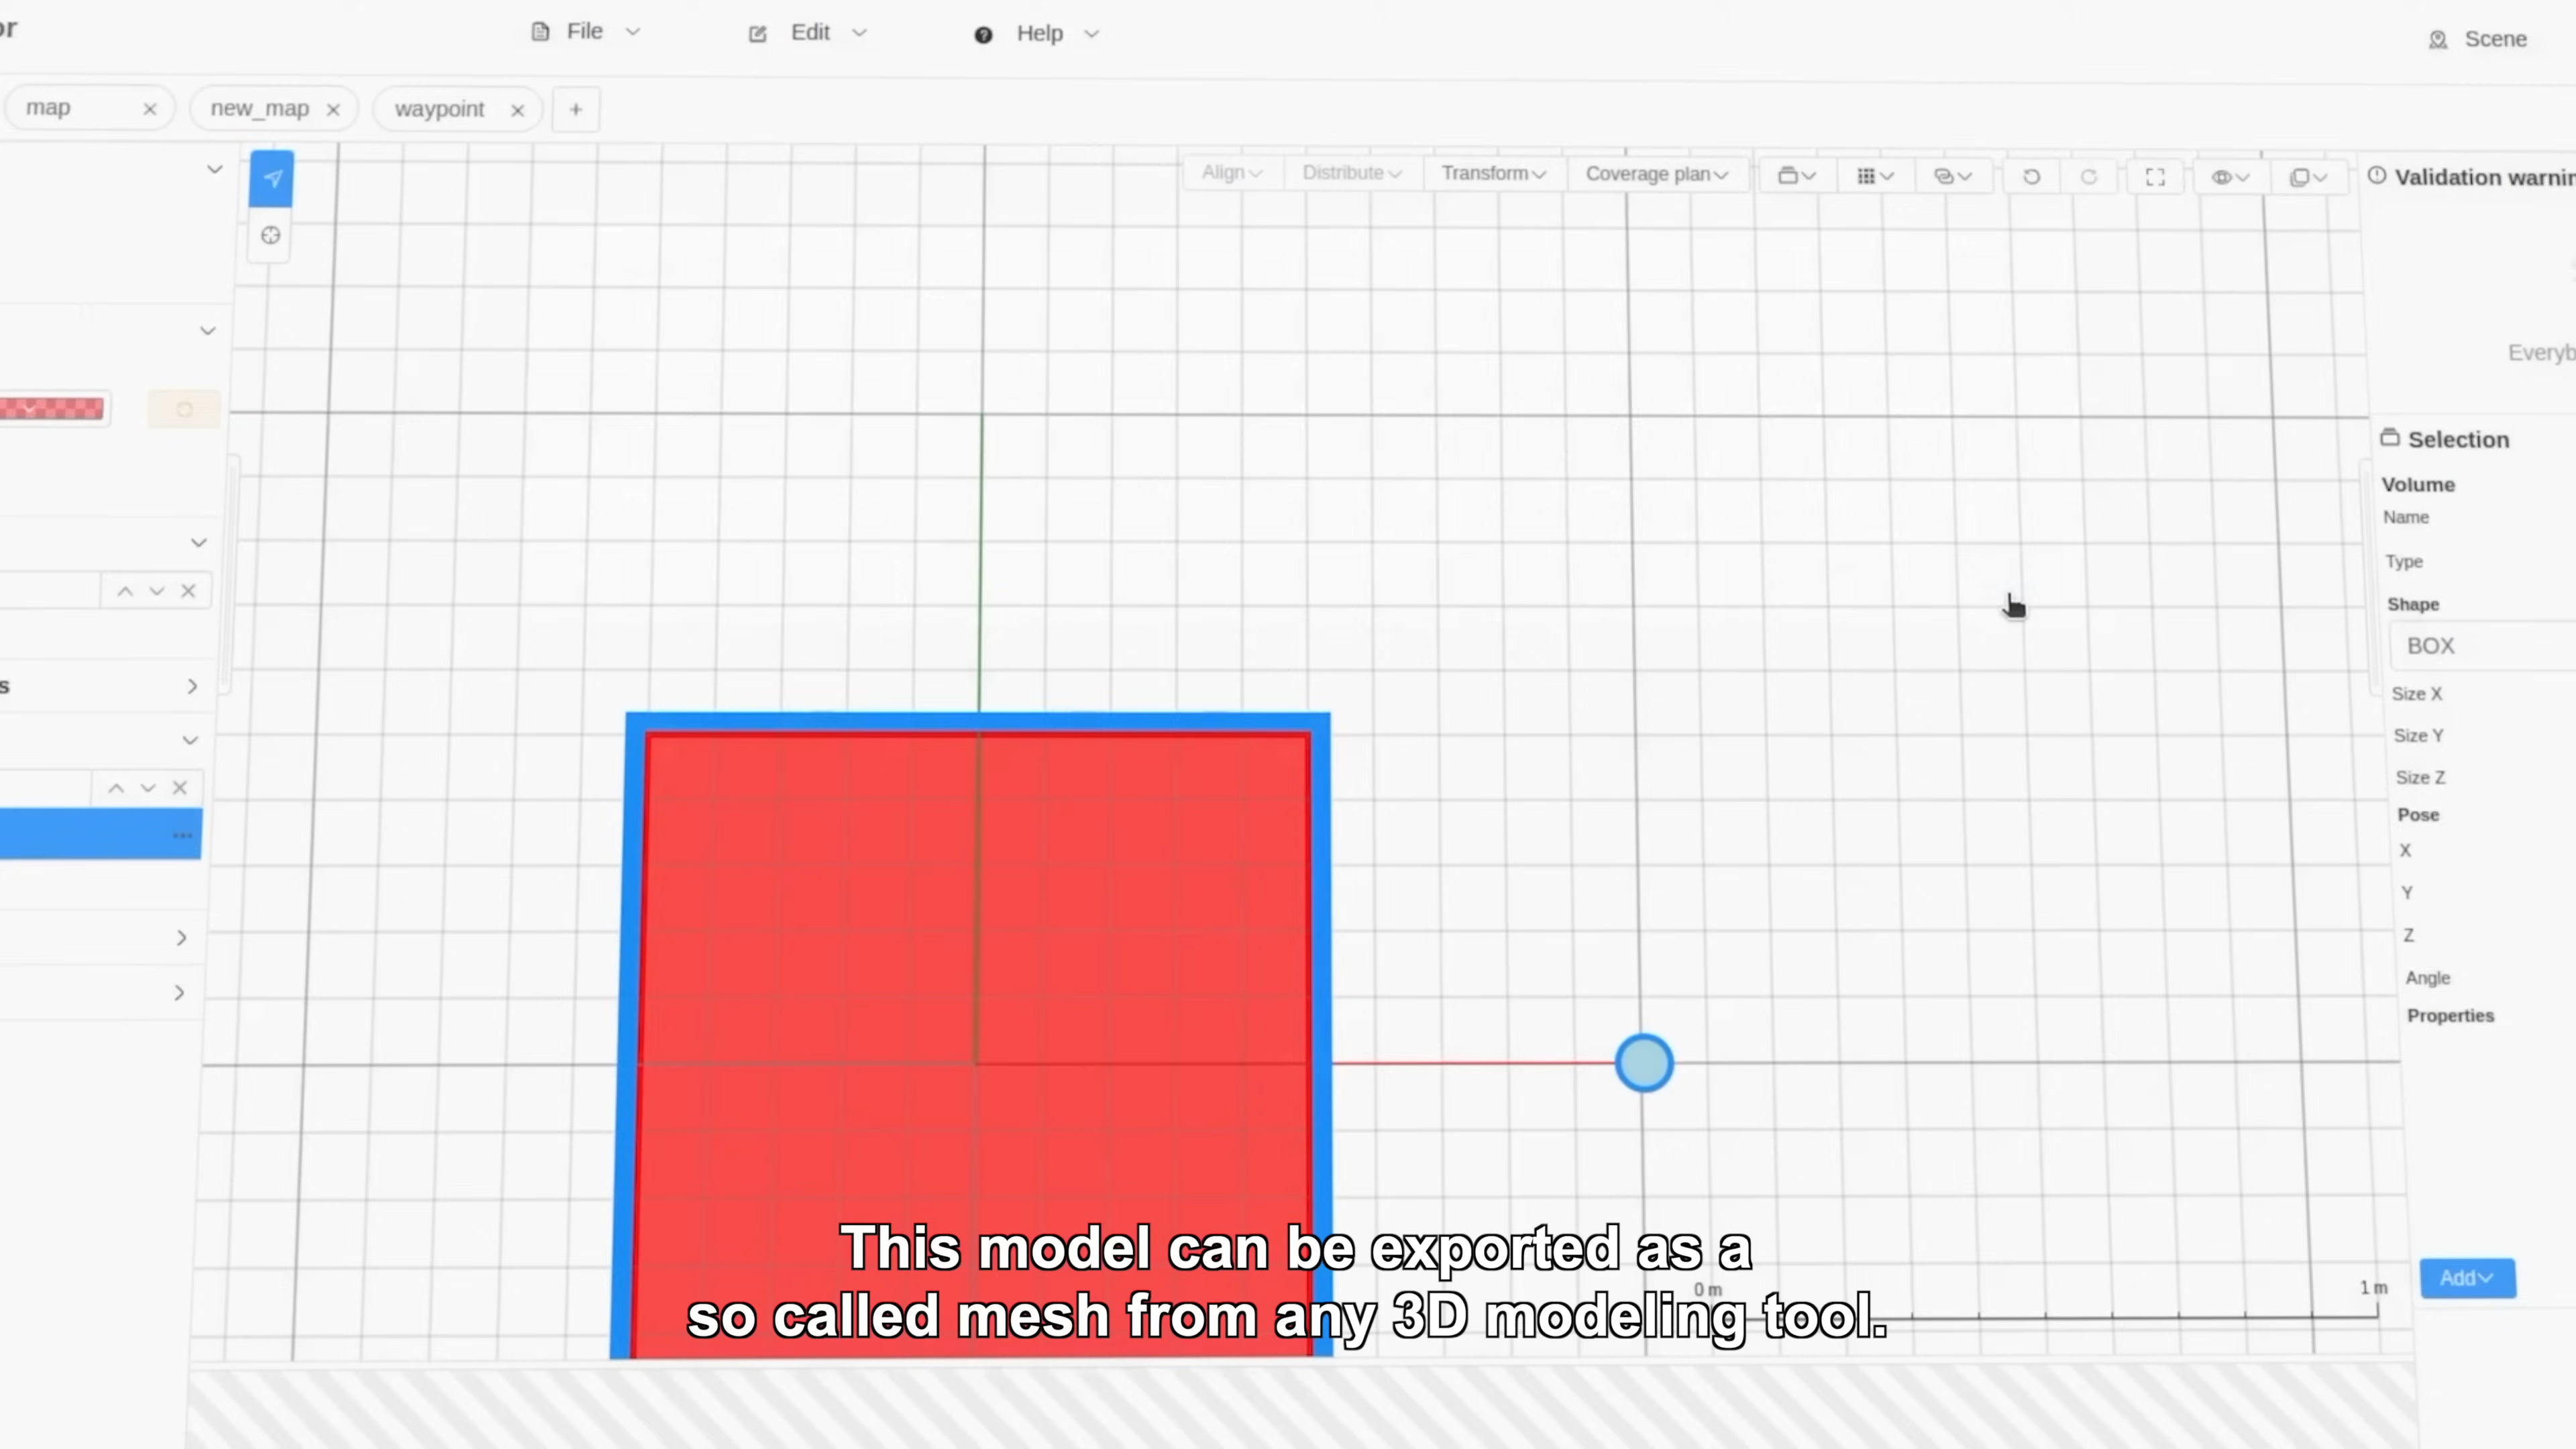 or
File
Edit
Help
Scene
map
new_map
waypoint
Align
Distribute
Transform
Coverage plan
Validation warnin
Everyb
Selection
Volume
Name
Type
Shape
BOX
Size X
Size Y
Size Z
Pose
X
Y
Z
Angle
Properties
s
Add
0 m
1 m
This model can be exported as a
so called mesh from any 3D modeling tool.